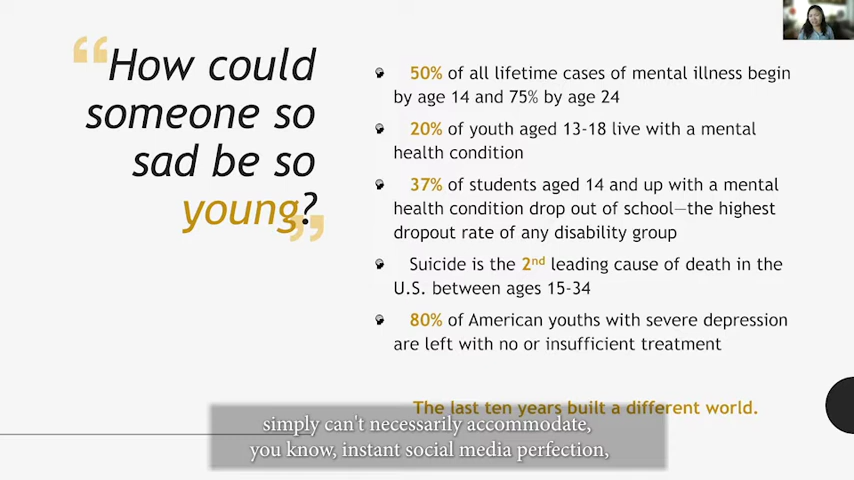 “How could
someone so
sad be so
young?”
50% of all lifetime cases of mental illness begin
by age 14 and 75% by age 24
20% of youth aged 13-18 live with a mental
health condition
37% of students aged 14 and up with a mental
health condition drop out of school—the highest
dropout rate of any disability group
Suicide is the 2nd leading cause of death in the
U.S. between ages 15-34
80% of American youths with severe depression
are left with no or insufficient treatment
The last ten years built a different world.
simply can't necessarily accommodate,
you know, instant social media perfection,